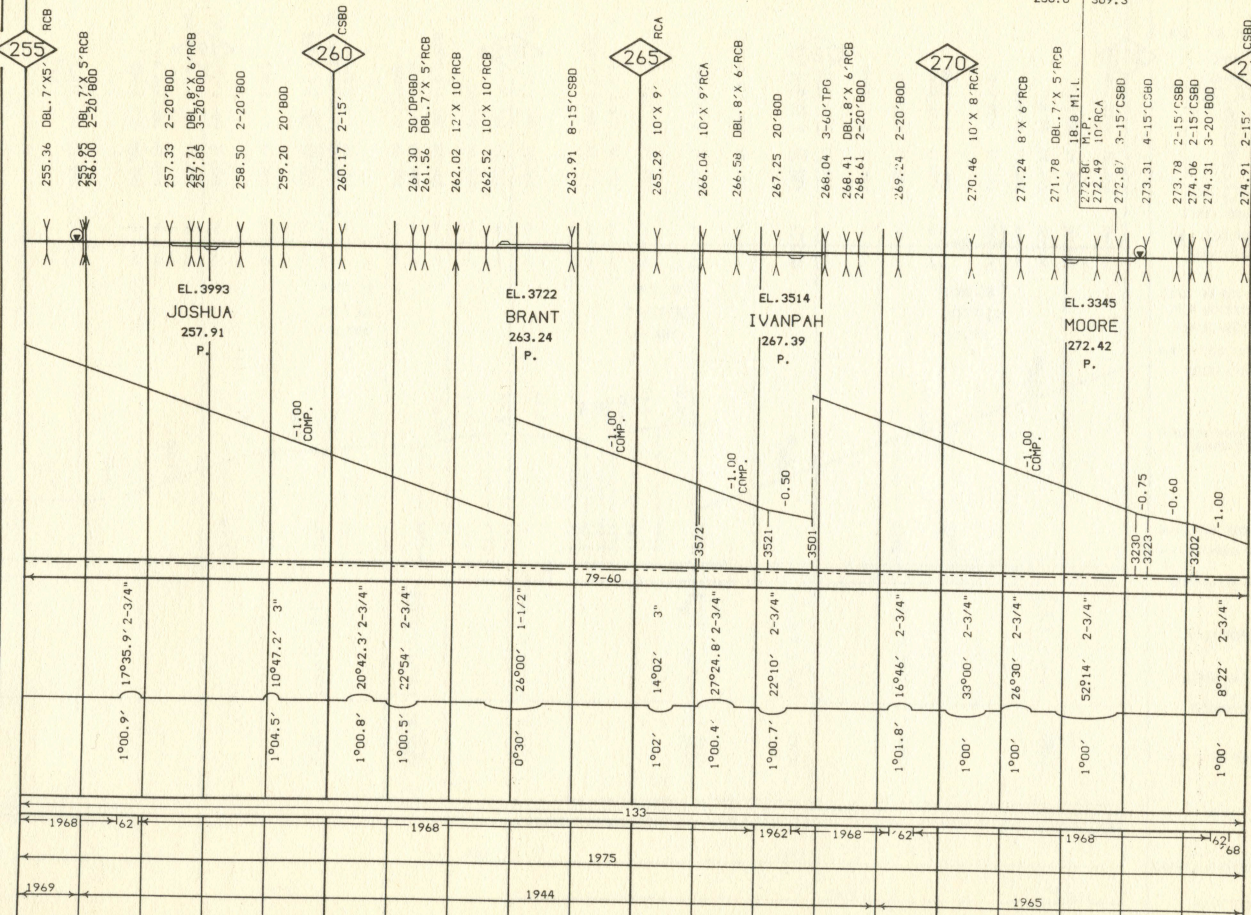 255
RCB
260
CSBD
265
RCA
270
CSBD
255.36 DBL.7'X5'
255.95 DBL.7'X 5'RCB
256.00 2-20'BOD
257.33 2-20'BOD
257.71 DBL.8'X 6'RCB
257.85 3-20'BOD
258.50 2-20'BOD
259.20 20'BOD
260.17 2-15'
261.30 50'DPGBD
261.56 DBL.7'X 5'RCB
262.02 12'X 10'RCB
262.52 10'X 10'RCB
263.91 8-15'CSBD
265.29 10'X 9'
266.04 10'X 9'RCA
266.58 DBL.8'X 6'RCB
267.25 20'BOD
268.04 3-60'TPG
268.41 DBL.8'X 6'RCB
268.61 2-20'BOD
269.24 2-20'BOD
270.46 10'X 8'RCA
271.24 8'X 6'RCB
271.78 DBL.7'X 5'RCB
18.8 MI.L
M.P.
272.49 10'RCA
272.87 3-15'CSBD
273.31 4-15'CSBD
273.78 2-15'CSBD
274.06 2-15'CSBD
274.31 3-20'BOD
274.91 2-15'
EL.3993
JOSHUA
257.91
P.
EL.3722
BRANT
263.24
P.
EL.3514
IVANPAH
267.39
P.
EL.3345
MOORE
272.42
P.
-1.00
COMP.
-1.00
COMP.
-1.00
COMP.
-0.50
-1.00
COMP.
-0.75
-0.60
-1.00
3572
3521
3501
3230
3223
3202
79-60
17°35.9' 2-3/4"
10°47.2' 3"
20°42.3' 2-3/4"
22°54' 2-3/4"
26°00' 1-1/2"
14°02' 3"
27°24.8' 2-3/4"
22°10' 2-3/4"
16°46' 2-3/4"
33°00' 2-3/4"
26°30' 2-3/4"
52°14' 2-3/4"
8°22' 2-3/4"
1°00.9'
1°04.5'
1°00.8'
1°00.5'
0°30'
1°02'
1°00.4'
1°00.7'
1°01.8'
1°00'
1°00'
1°00'
1°00'
133
1968 '62 1968 1962 1968 '62 1968 '62 '68
1975
1969 1944 1965